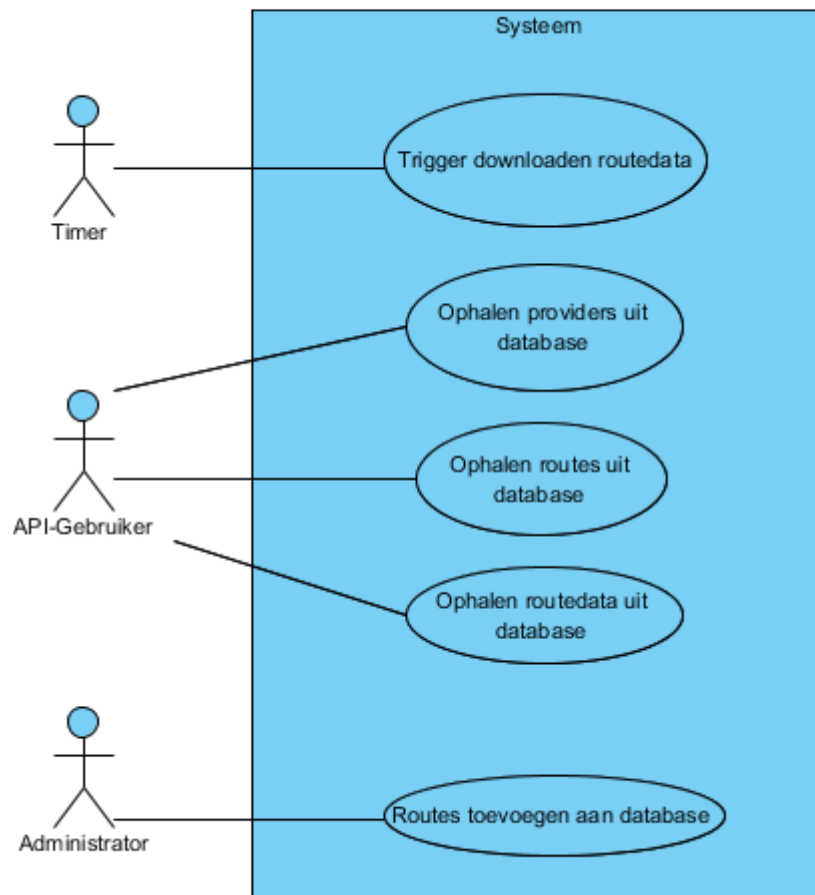 Systeem
Trigger downloaden routedata
Timer
Ophalen providers uit
database
Ophalen routes uit
database
API-Gebruiker
Ophalen routedata uit
database
Routes toevoegen aan database
Administrator